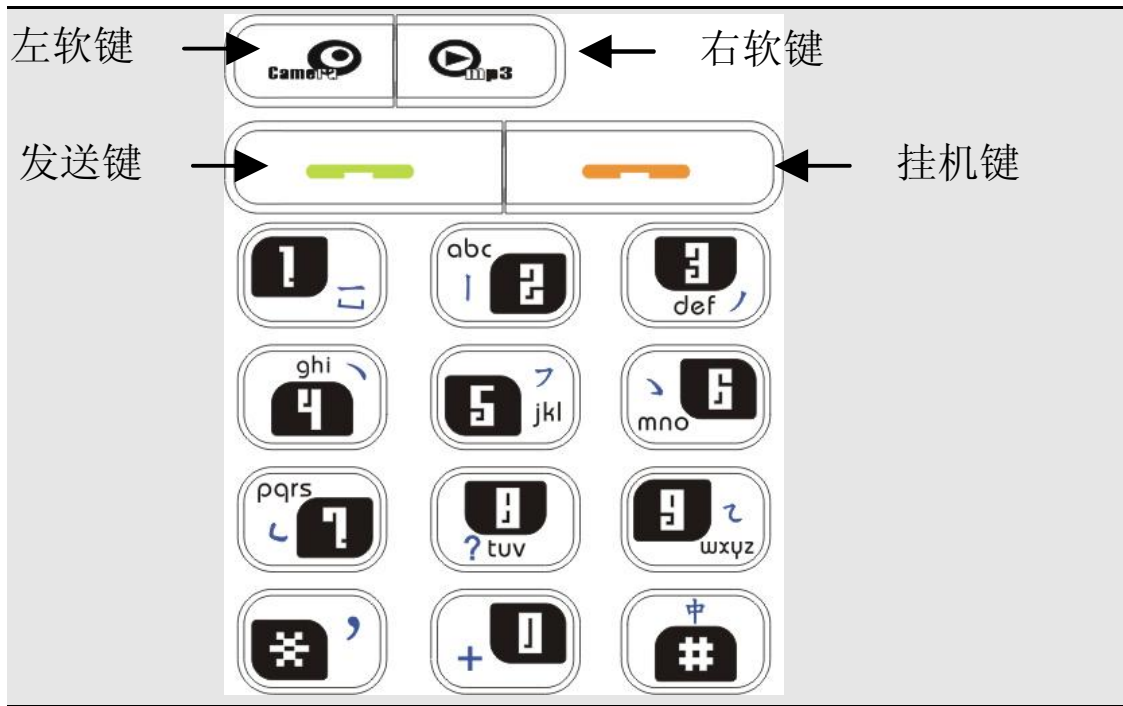 左软键 Camera mp3 右软键
发送键 挂机键
1 abc 2 3 def
ghi 4 5 jkl 6 mno
pqrs 7 8 ? tuv 9 wxyz
* , + 0 中 #